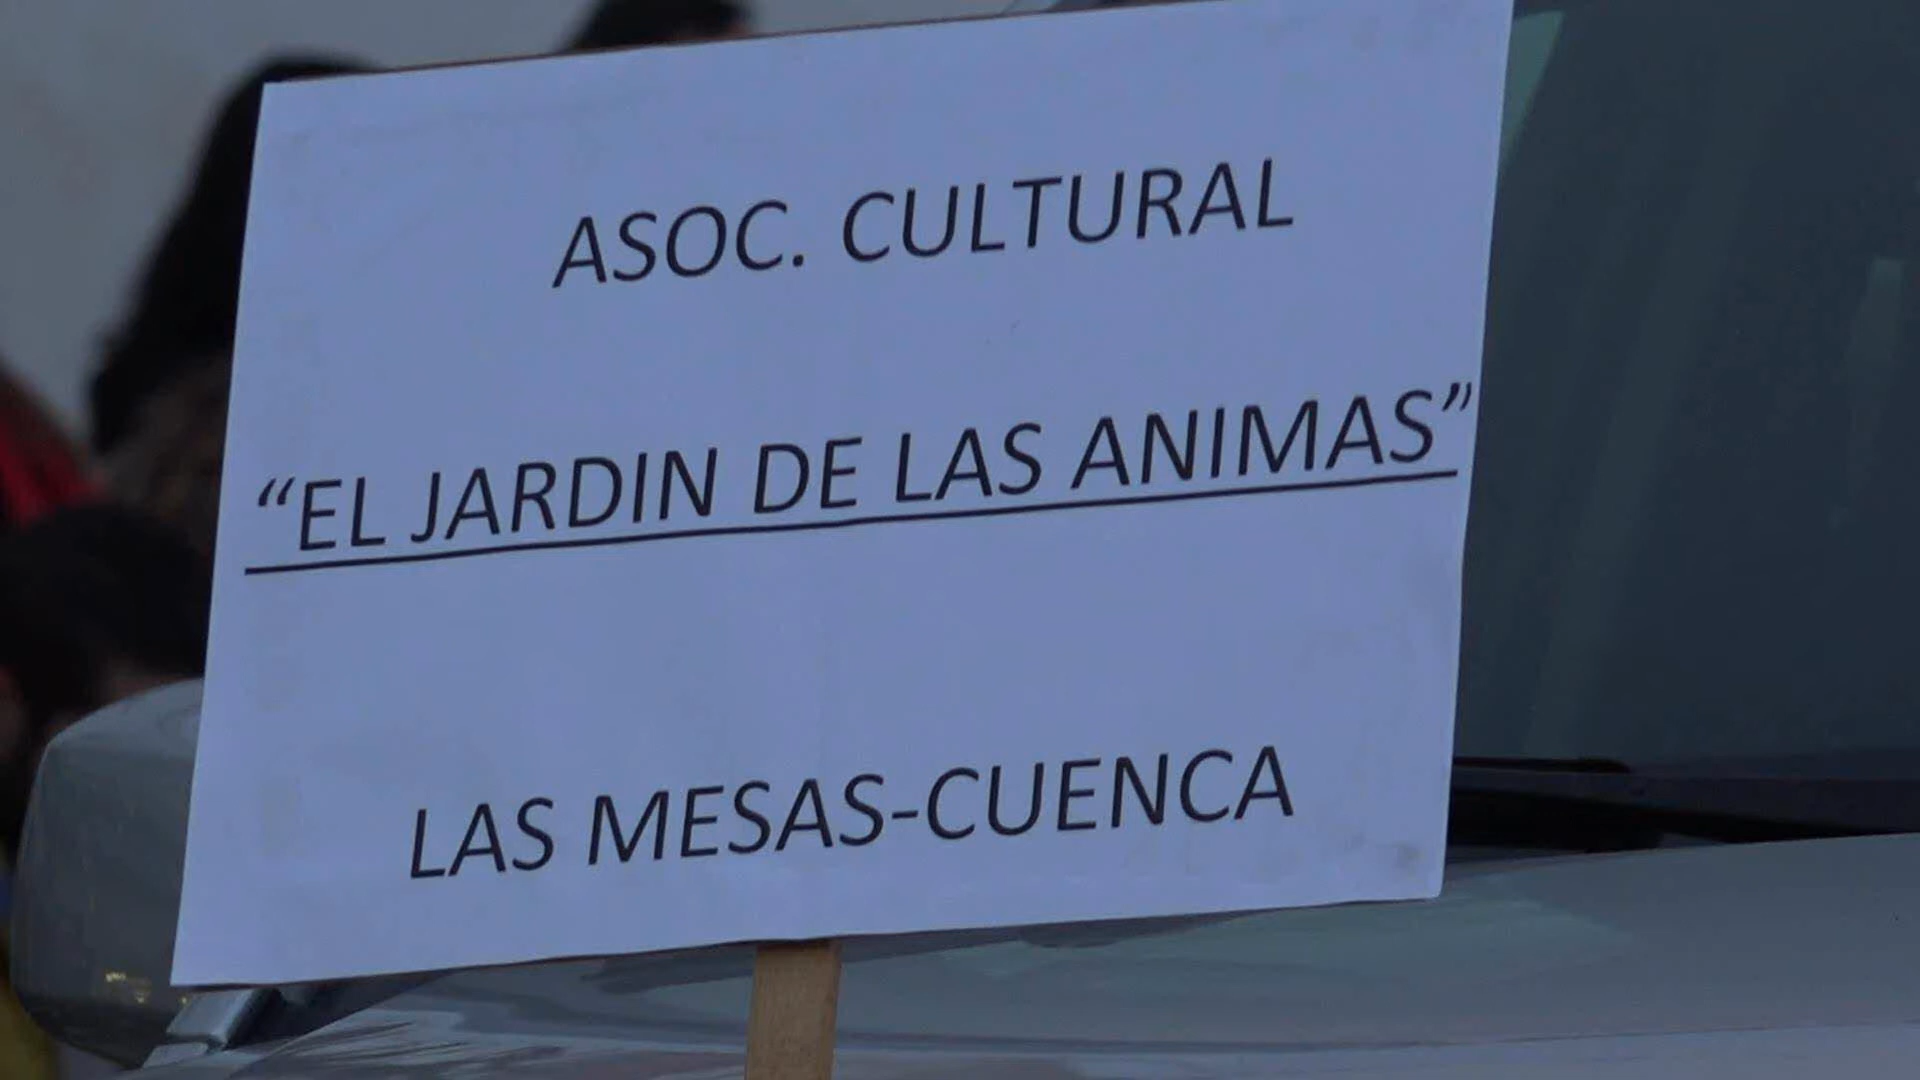 ASOC. CULTURAL
“EL JARDIN DE LAS ANIMAS”
LAS MESAS-CUENCA